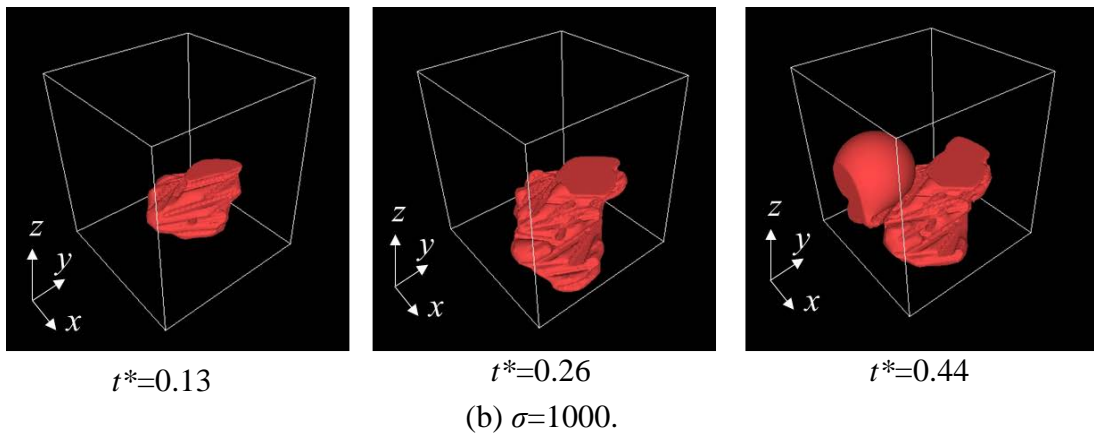 z
y
x
z
y
x
z
y
x
t*=0.13
t*=0.26
t*=0.44
(b) σ=1000.